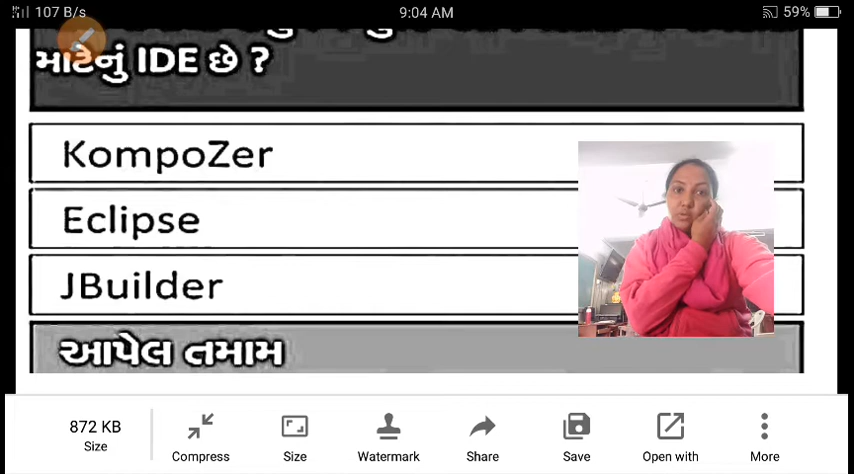 107 B/s 9:04 AM 59%
માટેનું IDE છે ?
KompoZer
Eclipse
JBuilder
આપેલ તમામ
872 KB
Size
Compress Size Watermark Share Save Open with More